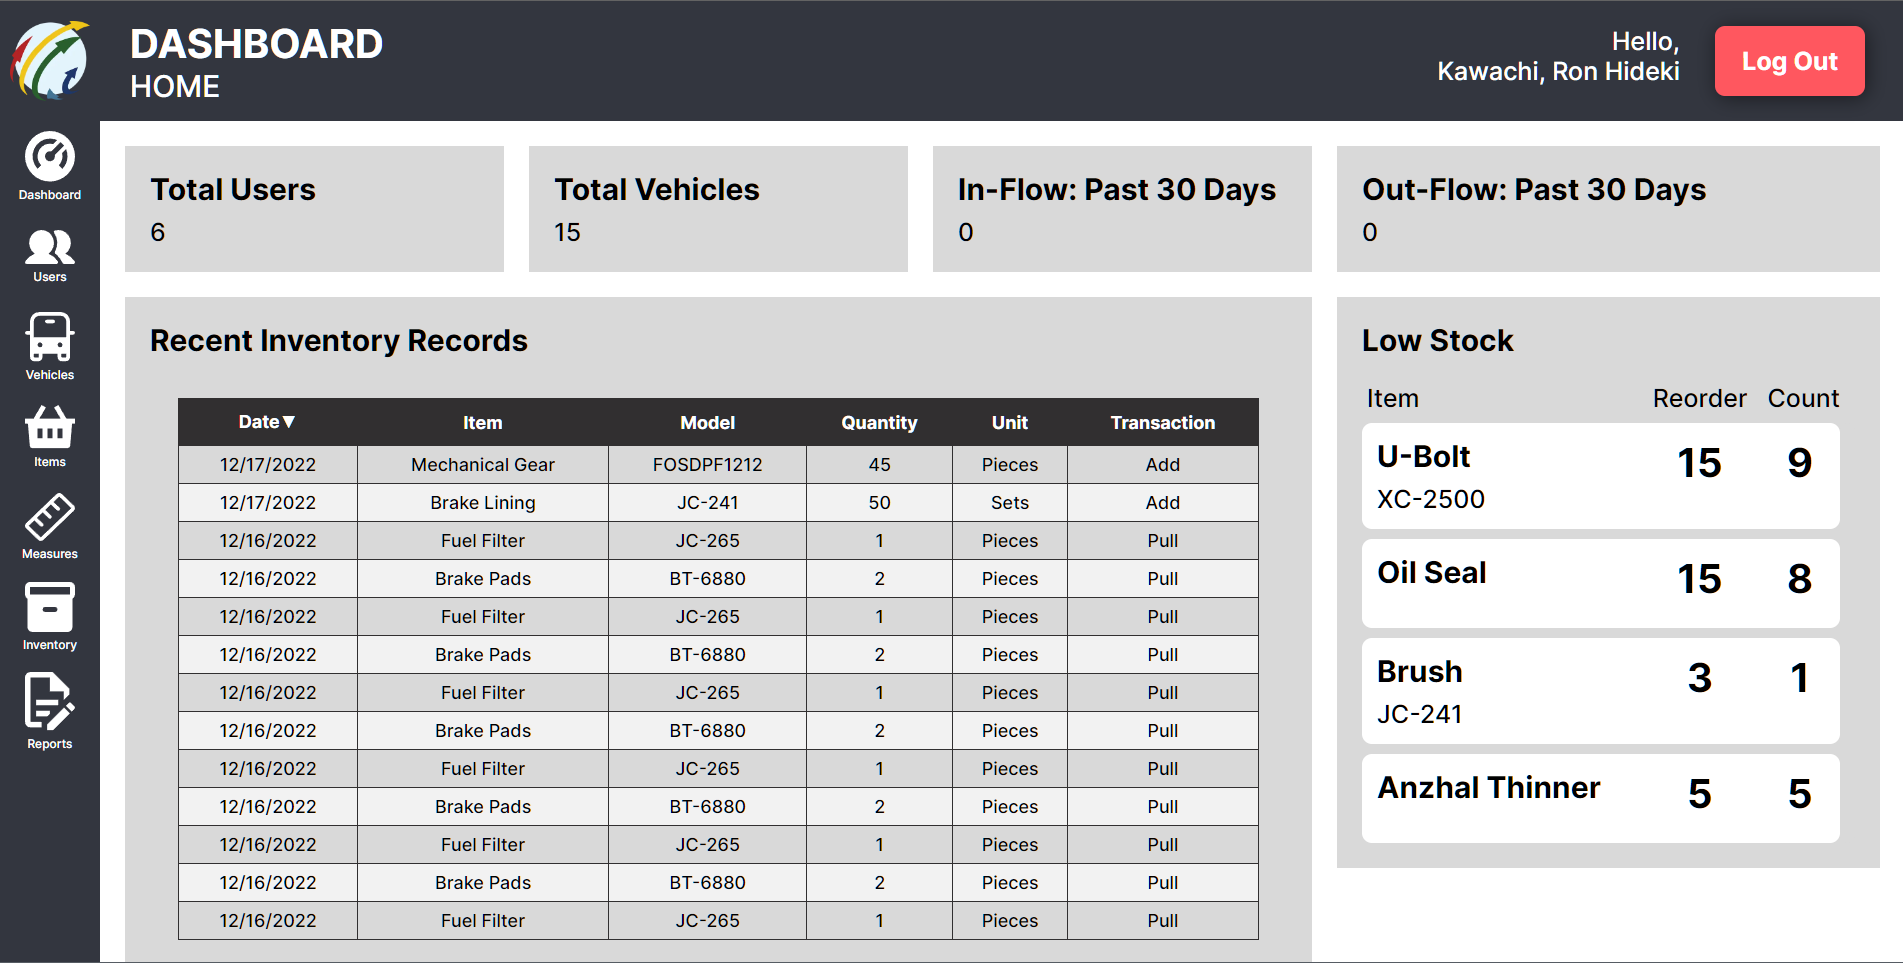 DASHBOARD
HOME
Hello,
Kawachi, Ron Hideki
Log Out
Dashboard
Users
Vehicles
Items
Measures
Inventory
Reports
Total Users
6
Total Vehicles
15
In-Flow: Past 30 Days
0
Out-Flow: Past 30 Days
0
Recent Inventory Records
Date▼ Item Model Quantity Unit Transaction
12/17/2022 Mechanical Gear FOSDPF1212 45 Pieces Add
12/17/2022 Brake Lining JC-241 50 Sets Add
12/16/2022 Fuel Filter JC-265 1 Pieces Pull
12/16/2022 Brake Pads BT-6880 2 Pieces Pull
12/16/2022 Fuel Filter JC-265 1 Pieces Pull
12/16/2022 Brake Pads BT-6880 2 Pieces Pull
12/16/2022 Fuel Filter JC-265 1 Pieces Pull
12/16/2022 Brake Pads BT-6880 2 Pieces Pull
12/16/2022 Fuel Filter JC-265 1 Pieces Pull
12/16/2022 Brake Pads BT-6880 2 Pieces Pull
12/16/2022 Fuel Filter JC-265 1 Pieces Pull
12/16/2022 Brake Pads BT-6880 2 Pieces Pull
12/16/2022 Fuel Filter JC-265 1 Pieces Pull
Low Stock
Item Reorder Count
U-Bolt 15 9
XC-2500
Oil Seal 15 8
Brush 3 1
JC-241
Anzhal Thinner 5 5